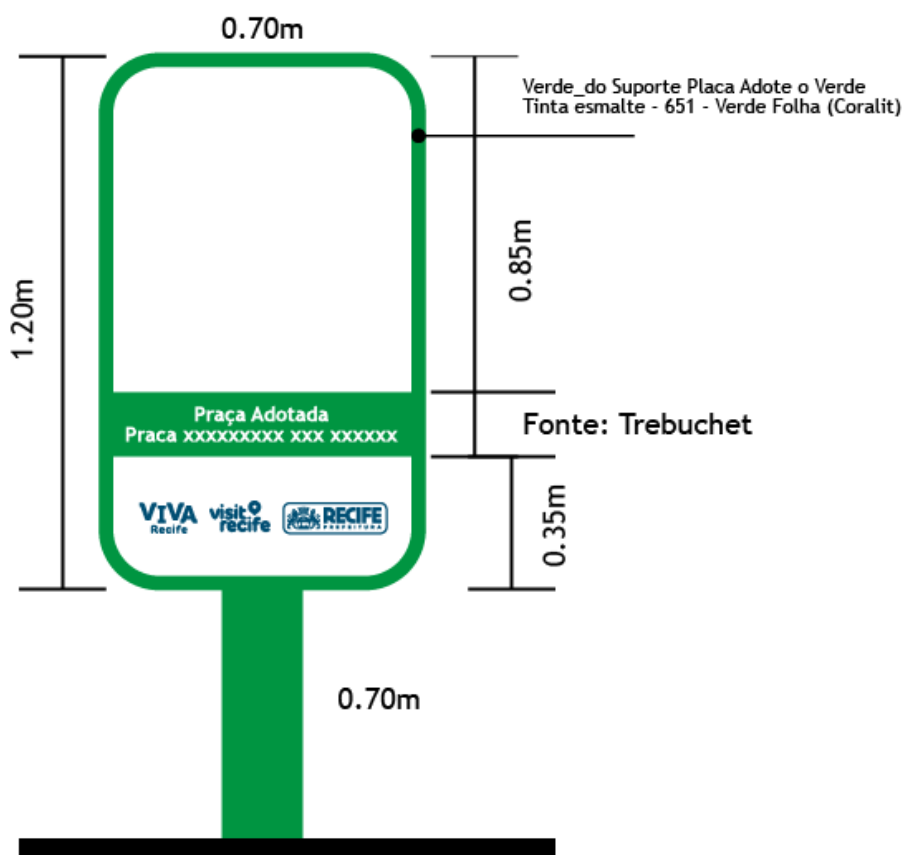 0.70m
Verde_do Suporte Placa Adote o Verde
Tinta esmalte - 651 - Verde Folha (Coralit)
1.20m
0.85m
Praça Adotada
Praca xxxxxxxxx xxx xxxxxx
Fonte: Trebuchet
VIVA
Recife
visit
recife
RECIFE
PREFEITURA
0.35m
0.70m